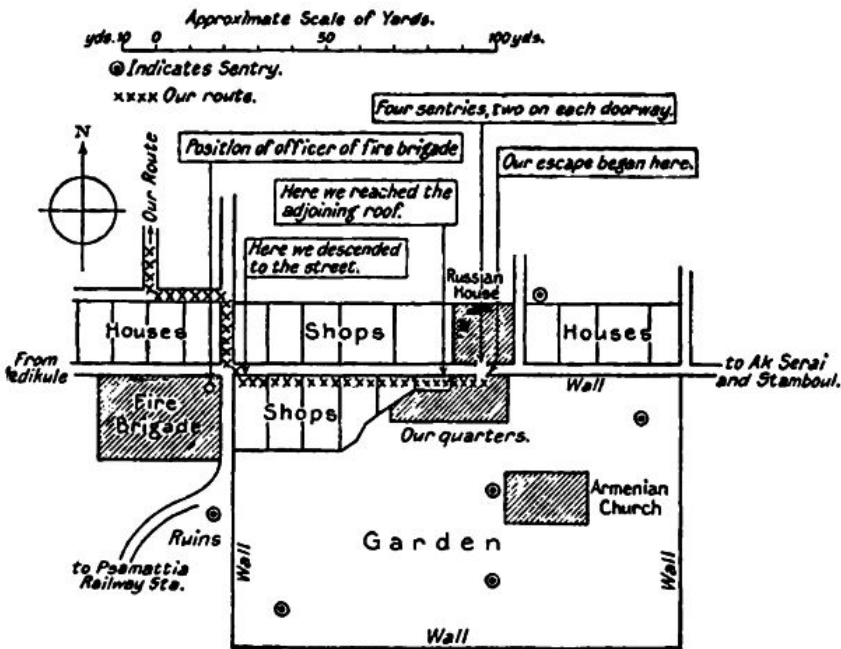 Approximate Scale of Yards.
yds. 10 0 50 100 yds.
Indicates Sentry.
xxxx Our route.
Four sentries, two on each doorway.
N
Position of officer of fire brigade
Our escape began here.
Our Route
Here we reached the
adjoining roof.
Here we descended
to the street.
Russian
House
Houses
Shops
Houses
From
edikule
to Ak Serai
and Stamboul.
Wall
Fire
Brigade
Shops
Our quarters.
Armenian
Church
Ruins
Garden
to Psamattia
Railway Sta.
Wall
Wall
Wall